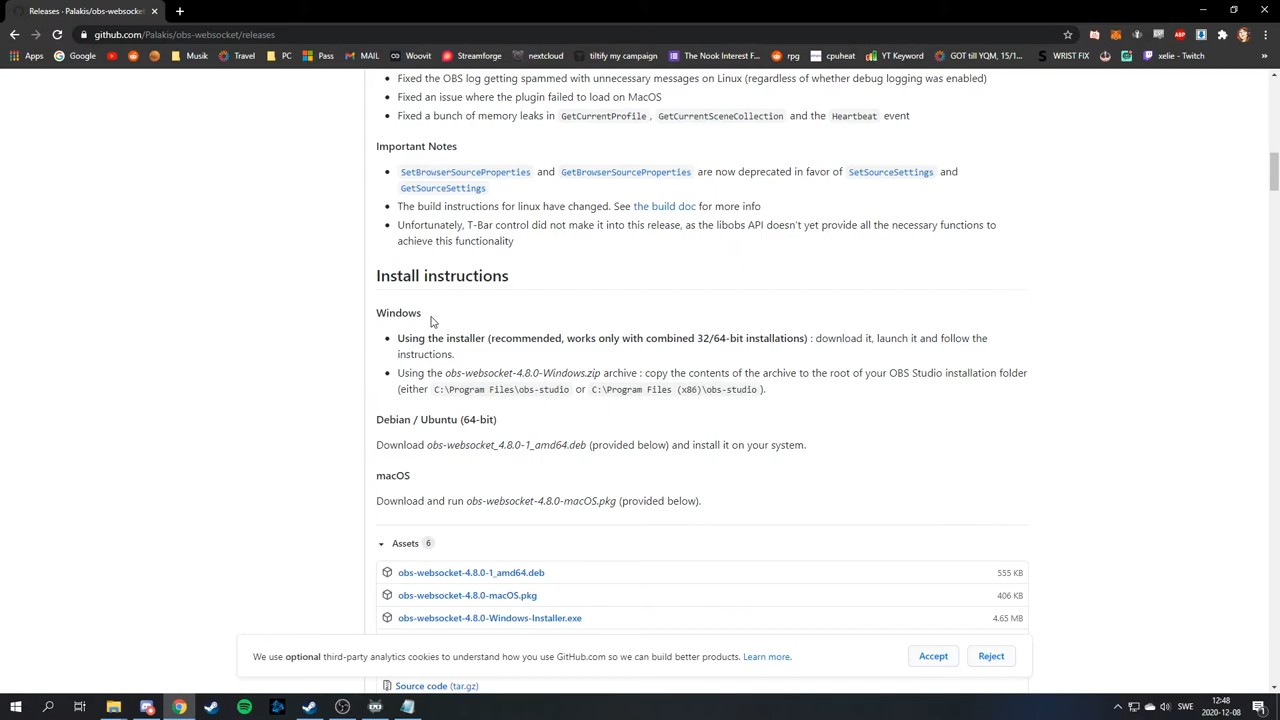 Releases · Palakis/obs-websocket
github.com/Palakis/obs-websocket/releases
Apps Google Reddit Musik Träning PC Pass MAIL Woovit Streamforge nextcloud tiltify my campaign The Nook Interest F... rpg cpuheat YT Keyword GOT till YOL, 15/1... WRIST FIX xelie - Twitch
Fixed the OBS log getting spammed with unnecessary messages on Linux (regardless of whether debug logging was enabled)
Fixed an issue where the plugin failed to load on MacOS
Fixed a bunch of memory leaks in GetCurrentProfile, GetCurrentSceneCollection and the Heartbeat event
Important Notes
SetBrowserSourceProperties and GetBrowserSourceProperties are now deprecated in favor of SetSourceSettings and
GetSourceSettings
The build instructions for linux have changed. See the build doc for more info
Unfortunately, T-Bar control did not make it into this release, as the libobs API doesn't yet provide all the necessary functions to
achieve this functionality
Install instructions
Windows
Using the installer (recommended, works only with combined 32/64-bit installations) : download it, launch it and follow the
instructions.
Using the obs-websocket-4.8.0-Windows.zip archive : copy the contents of the archive to the root of your OBS Studio installation folder
(either C:\Program Files\obs-studio or C:\Program Files (x86)\obs-studio ).
Debian / Ubuntu (64-bit)
Download obs-websocket_4.8.0-1_amd64.deb (provided below) and install it on your system.
macOS
Download and run obs-websocket-4.8.0-macOS.pkg (provided below).
Assets 6
obs-websocket-4.8.0-1_amd64.deb 555 KB
obs-websocket-4.8.0-macOS.pkg 406 KB
obs-websocket-4.8.0-Windows-Installer.exe 4.65 MB
We use optional third-party analytics cookies to understand how you use GitHub.com so we can build better products. Learn more. Accept Reject
Source code (tar.gz)
SWE
12:48
2020-12-08